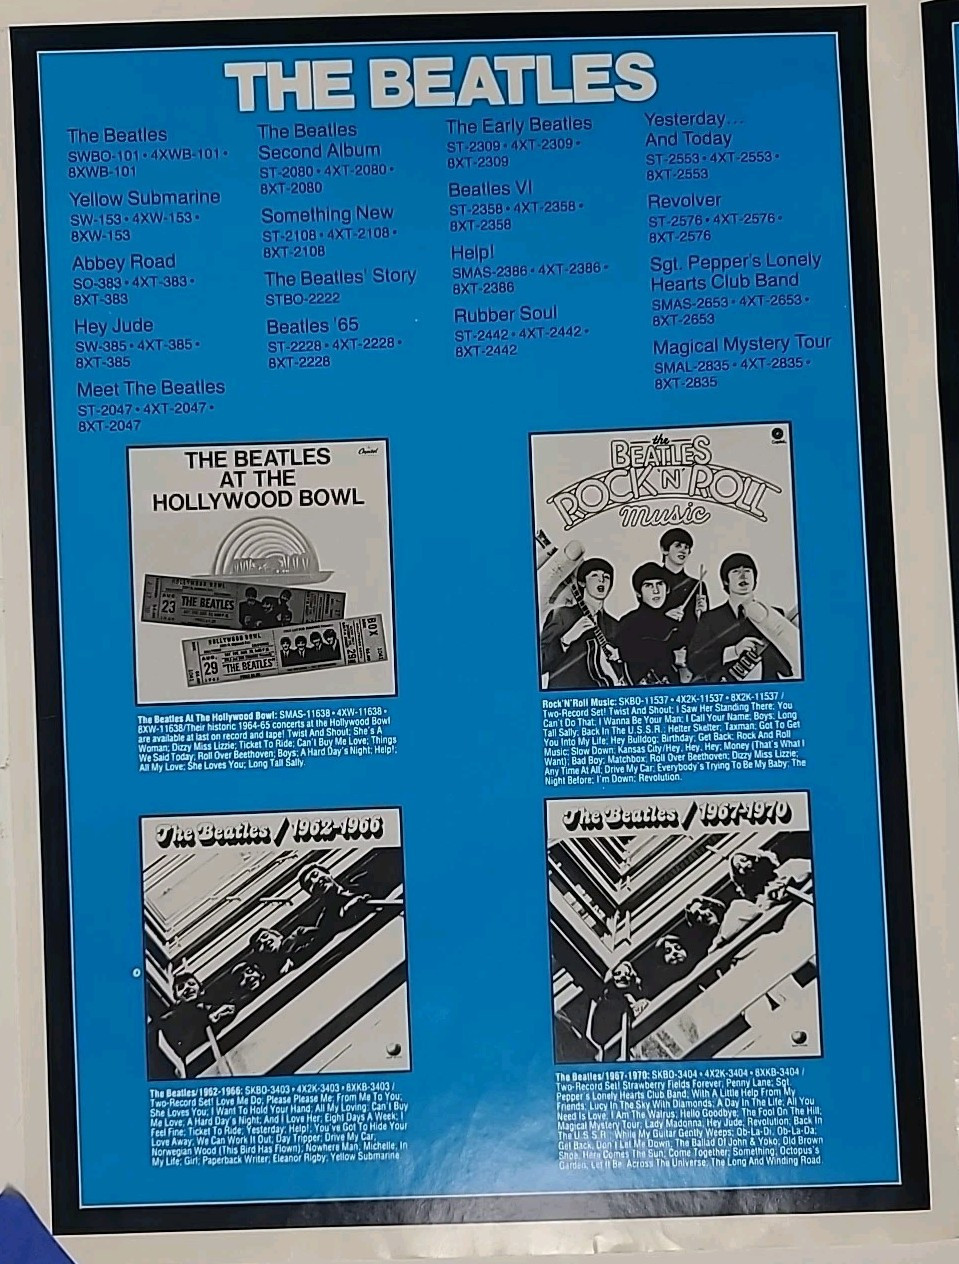 THE BEATLES
The Beatles
SWBO-101 • 4XWB-101 •
8XWB-101
Yellow Submarine
SW-153 • 4XW-153 •
8XW-153
Abbey Road
SO-383 • 4XT-383 •
8XT-383
Hey Jude
SW-385 • 4XT-385 •
8XT-385
Meet The Beatles
ST-2047 • 4XT-2047 •
8XT-2047
The Beatles
Second Album
ST-2080 • 4XT-2080 •
8XT-2080
Something New
ST-2108 • 4XT-2108 •
8XT-2108
The Beatles' Story
STBO-2222
Beatles '65
ST-2228 • 4XT-2228 •
8XT-2228
The Early Beatles
ST-2309 • 4XT-2309 •
8XT-2309
Beatles VI
ST-2358 • 4XT-2358 •
8XT-2358
Help!
SMAS-2386 • 4XT-2386 •
8XT-2386
Rubber Soul
ST-2442 • 4XT-2442 •
8XT-2442
Yesterday...
And Today
ST-2553 • 4XT-2553 •
8XT-2553
Revolver
ST-2576 • 4XT-2576 •
8XT-2576
Sgt. Pepper's Lonely
Hearts Club Band
SMAS-2653 • 4XT-2653 •
8XT-2653
Magical Mystery Tour
SMAL-2835 • 4XT-2835 •
8XT-2835
Capitol
THE BEATLES
AT THE
HOLLYWOOD BOWL
HOLLYWOOD BOWL
AUG. 23
THE BEATLES
HOLLYWOOD BOWL
AUG. 29
"THE BEATLES"
BOX
The Beatles At The Hollywood Bowl: SMAS-11638 • 4XW-11638 •
8XW-11638/Their historic 1964-65 concerts at the Hollywood Bowl
are available at last on record and tape! Twist And Shout; She's A
Woman; Dizzy Miss Lizzie; Ticket To Ride; Can't Buy Me Love; Things
We Said Today; Roll Over Beethoven; Boys; A Hard Day's Night; Help!;
All My Love; She Loves You; Long Tall Sally.
the
BEATLES
ROCK 'N' ROLL
music
Capitol
Rock'N'Roll Music: SKBO-11537 • 4X2K-11537 • 8X2K-11537 /
Two-Record Set! Twist And Shout; I Saw Her Standing There; You
Can't Do That; I Wanna Be Your Man; I Call Your Name; Boys; Long
Tall Sally; Back In The U.S.S.R.; Helter Skelter; Taxman; Got To Get
You Into My Life; Hey Bulldog; Birthday; Get Back; Rock And Roll
Music; Slow Down; Kansas City/Hey, Hey, Hey; Money (That's What I
Want); Bad Boy; Matchbox; Roll Over Beethoven; Dizzy Miss Lizzie;
Any Time At All; Drive My Car; Everybody's Trying To Be My Baby; The
Night Before; I'm Down; Revolution.
The Beatles / 1962-1966
The Beatles/1962-1966: SKBO-3403 • 4X2K-3403 • 8XKB-3403 /
Two-Record Set! Love Me Do; Please Please Me; From Me To You;
She Loves You; I Want To Hold Your Hand; All My Loving; Can't Buy
Me Love; A Hard Day's Night; And I Love Her; Eight Days A Week; I
Feel Fine; Ticket To Ride; Yesterday; Help!; You've Got To Hide Your
Love Away; We Can Work It Out; Day Tripper; Drive My Car;
Norwegian Wood (This Bird Has Flown); Nowhere Man; Michelle; In
My Life; Girl; Paperback Writer; Eleanor Rigby; Yellow Submarine.
The Beatles / 1967-1970
The Beatles/1967-1970: SKBO-3404 • 4X2K-3404 • 8XKB-3404 /
Two-Record Set! Strawberry Fields Forever; Penny Lane; Sgt.
Pepper's Lonely Hearts Club Band; With A Little Help From My
Friends; Lucy In The Sky With Diamonds; A Day In The Life; All You
Need Is Love; I Am The Walrus; Hello Goodbye; The Fool On The Hill;
Magical Mystery Tour; Lady Madonna; Hey Jude; Revolution; Back In
The U.S.S.R.; While My Guitar Gently Weeps; Ob-La-Di, Ob-La-Da;
Get Back; Don't Let Me Down; The Ballad Of John & Yoko; Old Brown
Shoe; Here Comes The Sun; Come Together; Something; Octopus's
Garden; Let It Be; Across The Universe; The Long And Winding Road.